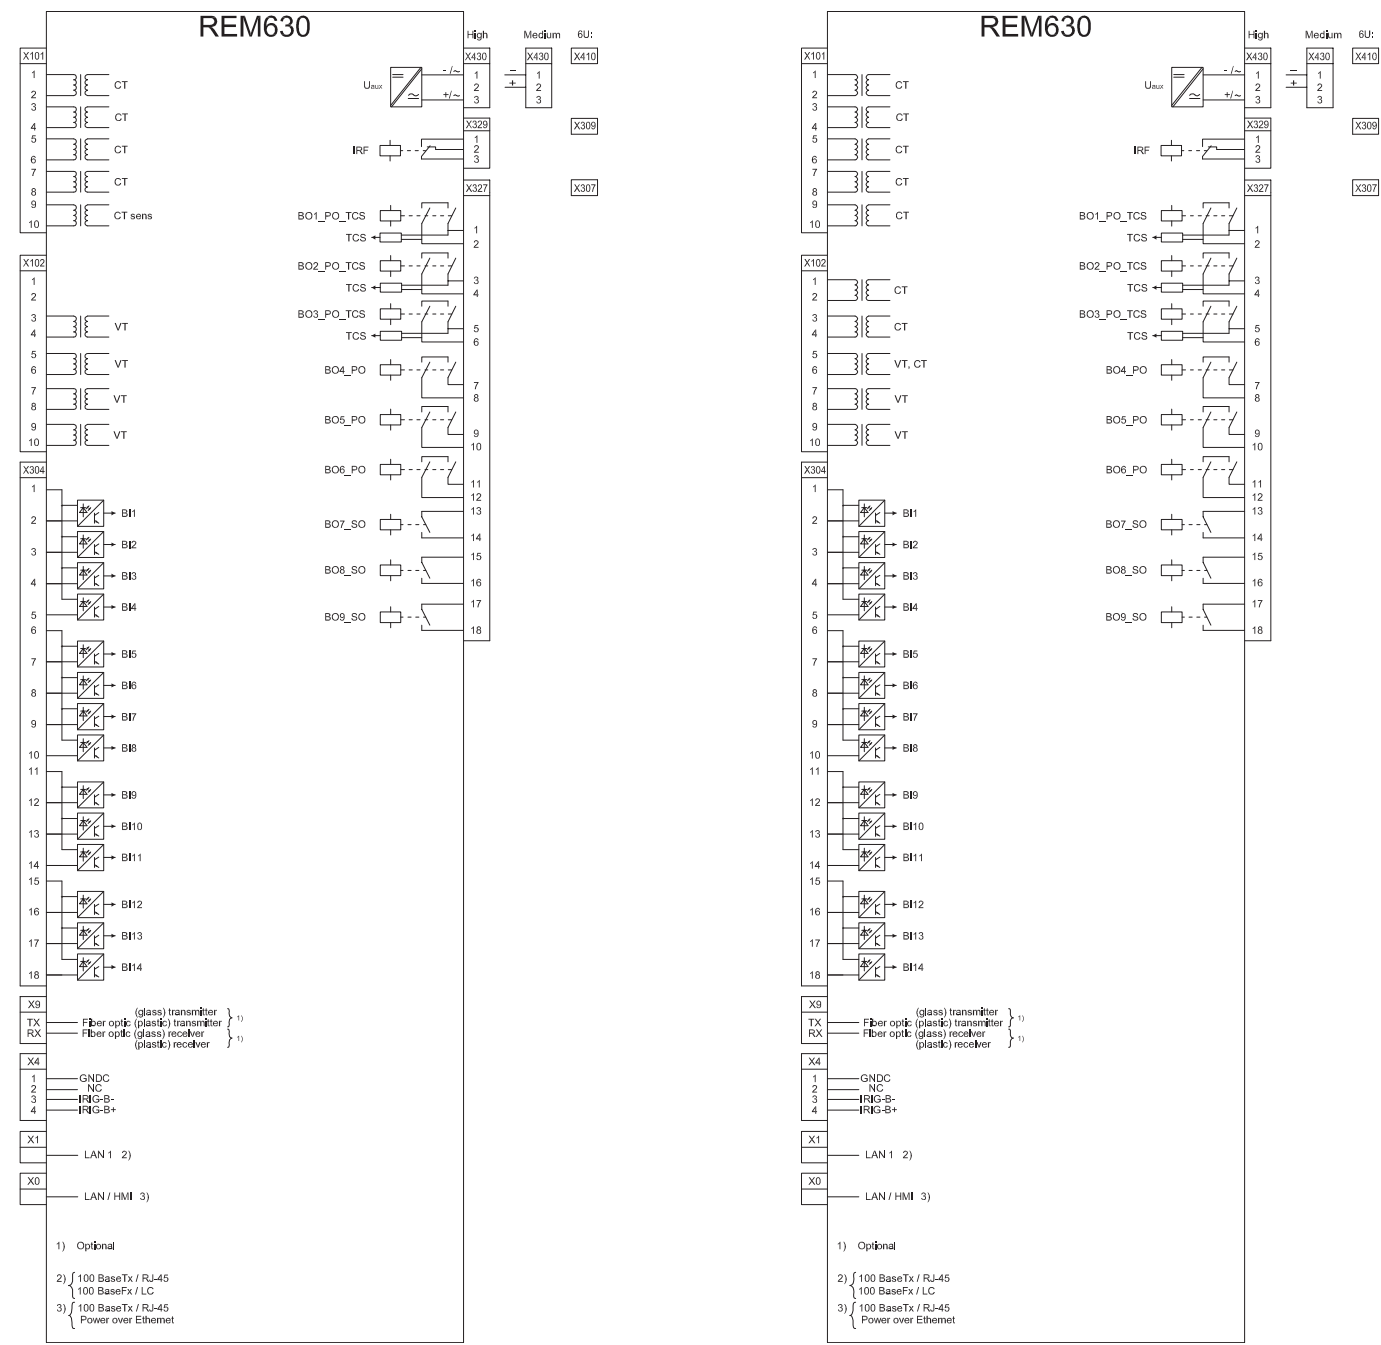 REM630
High Medium 6U:
X101 X430 X430 X410
1 CT Uaux - /~ 1 – 1
2 2 + 2
+/~ 3 3
3 CT X329 X309
4
5 CT IRF 1
6 2
3
7 CT X327 X307
8
9 CT sens BO1_PO_TCS
10 1
TCS 2
X102 BO2_PO_TCS
1 3
2 TCS 4
3 VT BO3_PO_TCS
4 5
TCS 6
5 VT BO4_PO
6
7 VT 7
8 8
9 VT BO5_PO
10 9
10
X304 BO6_PO
1 11
12
BI1 13
2 BO7_SO
BI2 14
3 15
BI3 BO8_SO
4 16
BI4 17
5 BO9_SO
6 18
BI5
7
BI6
8
BI7
9
BI8
10
11
BI9
12
BI10
13
BI11
14
15
BI12
16
BI13
17
BI14
18
X9
(glass) transmitter
TX Fiber optic (plastic) transmitter 1)
RX Fiber optic (glass) receiver
(plastic) receiver 1)
X4
1 GNDC
2 NC
3 IRIG-B-
4 IRIG-B+
X1
LAN 1 2)
X0
LAN / HMI 3)
1) Optional
2) 100 BaseTx / RJ-45
100 BaseFx / LC
3) 100 BaseTx / RJ-45
Power over Ethernet
REM630
High Medium 6U:
X101 X430 X430 X410
1 CT Uaux - /~ 1 – 1
2 2 + 2
+/~ 3 3
3 CT X329 X309
4
5 CT IRF 1
6 2
3
7 CT X327 X307
8
9 CT BO1_PO_TCS
10 1
TCS 2
X102 BO2_PO_TCS
1 CT 3
2 TCS 4
3 CT BO3_PO_TCS
4 5
TCS 6
5 VT, CT BO4_PO
6
7 VT 7
8 8
9 VT BO5_PO
10 9
10
X304 BO6_PO
1 11
12
BI1 13
2 BO7_SO
BI2 14
3 15
BI3 BO8_SO
4 16
BI4 17
5 BO9_SO
6 18
BI5
7
BI6
8
BI7
9
BI8
10
11
BI9
12
BI10
13
BI11
14
15
BI12
16
BI13
17
BI14
18
X9
(glass) transmitter
TX Fiber optic (plastic) transmitter 1)
RX Fiber optic (glass) receiver
(plastic) receiver 1)
X4
1 GNDC
2 NC
3 IRIG-B-
4 IRIG-B+
X1
LAN 1 2)
X0
LAN / HMI 3)
1) Optional
2) 100 BaseTx / RJ-45
100 BaseFx / LC
3) 100 BaseTx / RJ-45
Power over Ethernet